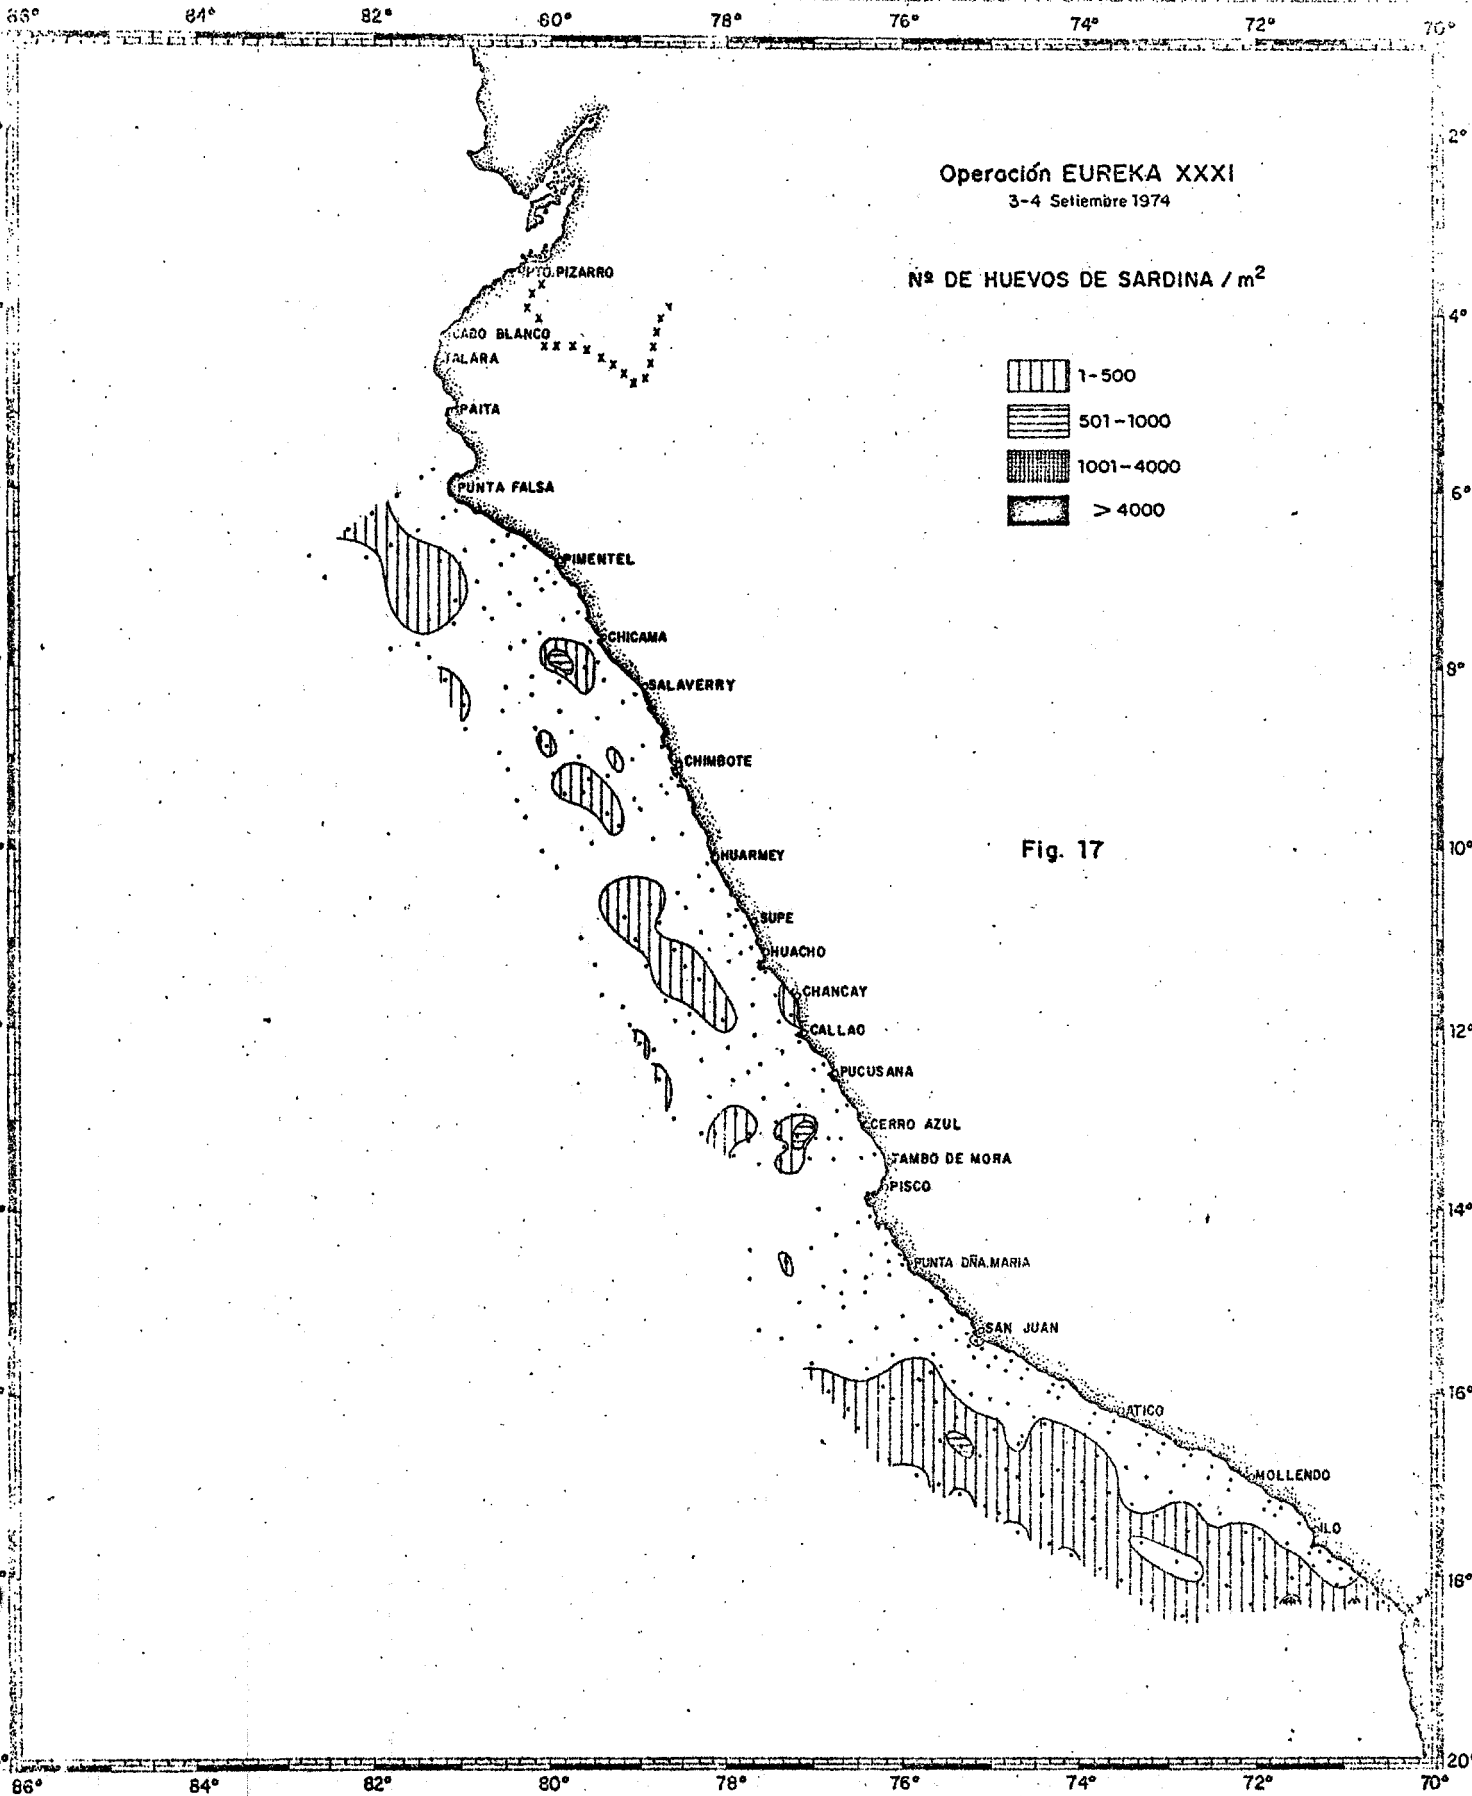 86° 84° 82° 80° 78° 76° 74° 72° 70°
2°
Operación EUREKA XXXI
3-4 Setiembre 1974
PTO. PIZARRO
Nº DE HUEVOS DE SARDINA / m²
4°
CABO BLANCO
TALARA
1-500
PAITA
501-1000
1001-4000
PUNTA FALSA
6°
> 4000
PIMENTEL
CHICAMA
8°
SALAVERRY
CHIMBOTE
Fig. 17
10°
HUARMEY
SUPE
HUACHO
CHANCAY
CALLAO
12°
PUCUSANA
CERRO AZUL
TAMBO DE MORA
PISCO
14°
PUNTA DÑA. MARIA
SAN JUAN
16°
ATICO
MOLLENDO
ILO
18°
20°
86° 84° 82° 80° 78° 76° 74° 72° 70°